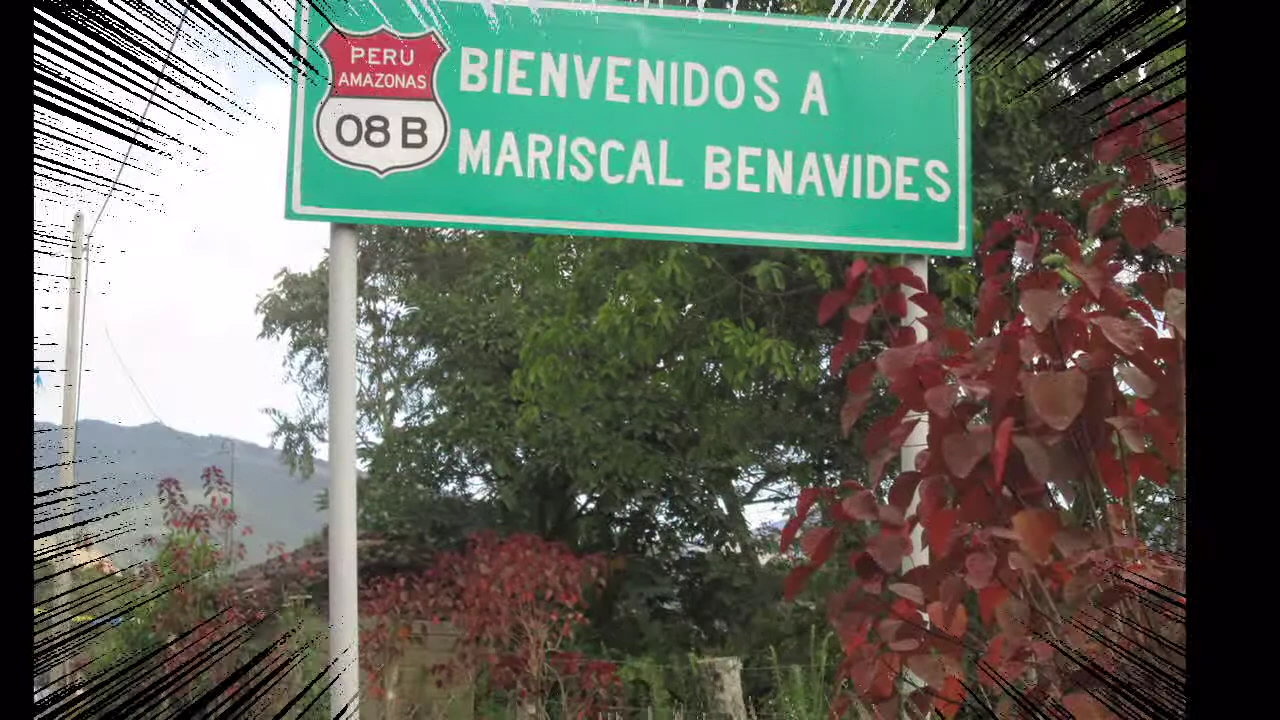 PERÚ
AMAZONAS
08 B
BIENVENIDOS A
MARISCAL BENAVIDES